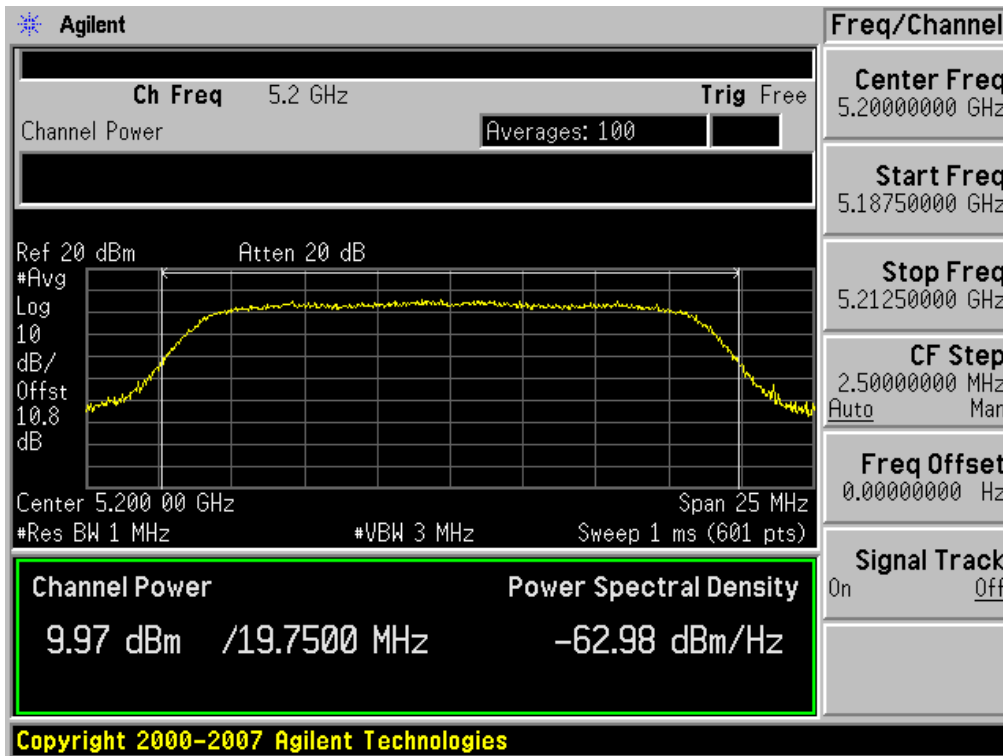 Agilent
Freq/Channel
Ch Freq 5.2 GHz Trig Free
Channel Power Averages: 100
Center Freq
5.20000000 GHz
Start Freq
5.18750000 GHz
Stop Freq
5.21250000 GHz
CF Step
2.50000000 MHz
Auto Man
Freq Offset
0.00000000 Hz
Signal Track
On Off
Ref 20 dBm Atten 20 dB
#Avg
Log
10
dB/
Offst
10.8
dB
Center 5.200 00 GHz Span 25 MHz
#Res BW 1 MHz #VBW 3 MHz Sweep 1 ms (601 pts)
Channel Power Power Spectral Density
9.97 dBm /19.7500 MHz -62.98 dBm/Hz
Copyright 2000-2007 Agilent Technologies